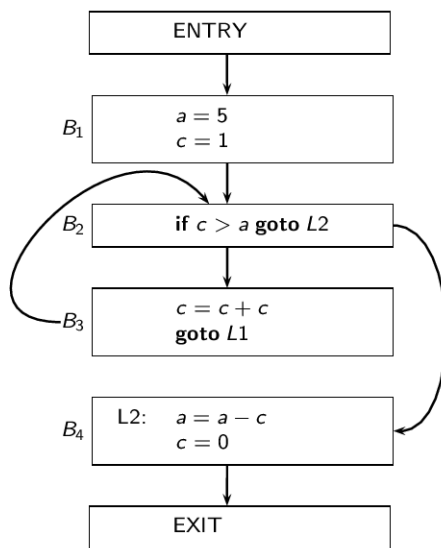 ENTRY
B1
a = 5
c = 1
B2
if c > a goto L2
B3
c = c + c
goto L1
B4
L2: a = a − c
c = 0
EXIT